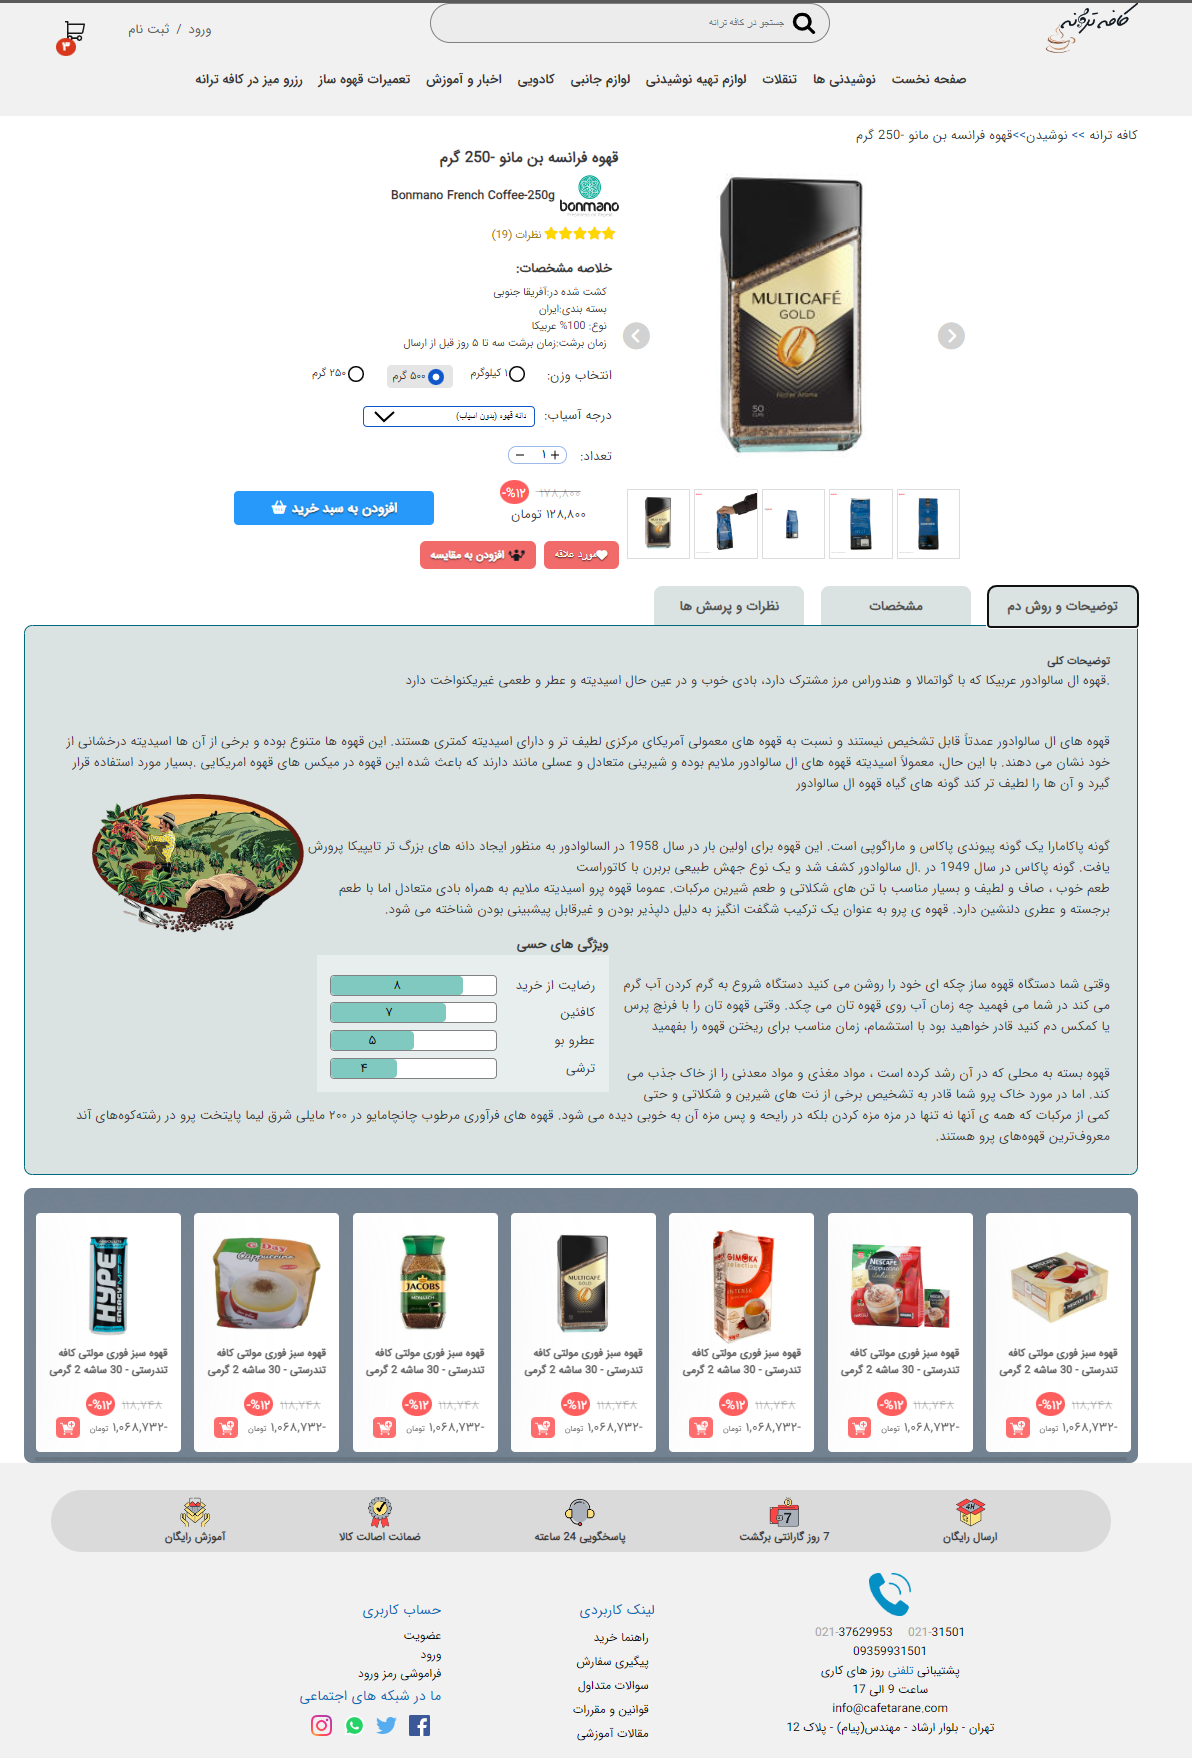 کافه ترانه
جستجو در کافه ترانه
ورود / ثبت نام
۳
صفحه نخست
نوشیدنی ها
تنقلات
لوازم تهیه نوشیدنی
لوازم جانبی
کادویی
اخبار و آموزش
تعمیرات قهوه ساز
رزرو میز در کافه ترانه
کافه ترانه >> نوشیدن>>قهوه فرانسه بن مانو -250 گرم
قهوه فرانسه بن مانو -250 گرم
bonmano
Bonmano French Coffee-250g
نظرات (19)
خلاصه مشخصات:
کشت شده در:آفریقا جنوبی
بسته بندی:ایران
نوع: 100% عربیکا
زمان برشت:زمان برشت سه تا ۵ روز قبل از ارسال
انتخاب وزن:
۱ کیلوگرم
۵۰۰ گرم
۲۵۰ گرم
درجه آسیاب:
دانه قهوه (بدون اسیاب)
تعداد:
+ ۱ −
۱۷۸,۸۰۰
-%۱۲
۱۲۸,۸۰۰ تومان
افزودن به سبد خرید
مورد علاقه
افزودن به مقایسه
MULTICAFÉ
GOLD
50
توضیحات و روش دم
مشخصات
نظرات و پرسش ها
توضیحات کلی
.قهوه ال سالوادور عربیکا که با گواتمالا و هندوراس مرز مشترک دارد، بادی خوب و در عین حال اسیدیته و عطر و طعمی غیریکنواخت دارد
قهوه های ال سالوادور عمدتاً قابل تشخیص نیستند و نسبت به قهوه های معمولی آمریکای مرکزی لطیف تر و دارای اسیدیته کمتری هستند. این قهوه ها متنوع بوده و برخی از آن ها اسیدیته درخشانی از
خود نشان می دهند. با این حال، معمولاً اسیدیته قهوه های ال سالوادور ملایم بوده و شیرینی متعادل و عسلی مانند دارند که باعث شده این قهوه در میکس های قهوه امریکایی .بسیار مورد استفاده قرار
گیرد و آن ها را لطیف تر کند گونه های گیاه قهوه ال سالوادور
گونه پاکامارا یک گونه پیوندی پاکاس و ماراگویی است. این قهوه برای اولین بار در سال 1958 در السالوادور به منظور ایجاد دانه های بزرگ تر تایپیکا پرورش
یافت. گونه پاکاس در سال 1949 در .ال سالوادور کشف شد و یک نوع جهش طبیعی بربرن با کاتوراست
طعم خوب ، صاف و لطیف و بسیار مناسب با تن های شکلاتی و طعم شیرین مرکبات. عموما قهوه پرو اسیدیته ملایم به همراه بادی متعادل اما با طعم
برجسته و عطری دلنشین دارد. قهوه ی پرو به عنوان یک ترکیب شگفت انگیز به دلیل دلپذیر بودن و غیرقابل پیشبینی بودن شناخته می شود.
ویژگی های حسی
رضایت از خرید
۸
کافئین
۷
عطرو بو
۵
ترشی
۴
وقتی شما دستگاه قهوه ساز چکه ای خود را روشن می کنید دستگاه شروع به گرم کردن آب گرم
می کند در شما می فهمید چه زمان آب روی قهوه تان می چکد. وقتی قهوه تان را با فرنچ پرس
یا کمکس دم کنید قادر خواهید بود با استشمام، زمان مناسب برای ریختن قهوه را بفهمید
قهوه بسته به محلی که در آن رشد کرده است ، مواد مغذی و مواد معدنی را از خاک جذب می
کند. اما در مورد خاک پرو شما قادر به تشخیص برخی از نت های شیرین و شکلاتی و حتی
کمی از مرکبات که همه ی آنها نه تنها در مزه مزه کردن بلکه در رایحه و پس مزه آن به خوبی دیده می شود. قهوه های فرآوری مرطوب چانچامایو در ۲۰۰ مایلی شرق لیما پایتخت پرو در رشته‌کوه‌های آند
معروف‌ترین قهوه‌های پرو هستند.
قهوه سبز فوری مولتی کافه
تندرستی - 30 ساشه 2 گرمی
۱۱۸,۷۴۸
-%۱۲
-۱,۰۶۸,۷۳۲ تومان
NESCAFE
Cappuccino
قهوه سبز فوری مولتی کافه
تندرستی - 30 ساشه 2 گرمی
۱۱۸,۷۴۸
-%۱۲
-۱,۰۶۸,۷۳۲ تومان
GIMOKA
selection
INTENSO
قهوه سبز فوری مولتی کافه
تندرستی - 30 ساشه 2 گرمی
۱۱۸,۷۴۸
-%۱۲
-۱,۰۶۸,۷۳۲ تومان
MULTICAFÉ
GOLD
قهوه سبز فوری مولتی کافه
تندرستی - 30 ساشه 2 گرمی
۱۱۸,۷۴۸
-%۱۲
-۱,۰۶۸,۷۳۲ تومان
JACOBS
MONARCH
قهوه سبز فوری مولتی کافه
تندرستی - 30 ساشه 2 گرمی
۱۱۸,۷۴۸
-%۱۲
-۱,۰۶۸,۷۳۲ تومان
Day
Cappuccino
قهوه سبز فوری مولتی کافه
تندرستی - 30 ساشه 2 گرمی
۱۱۸,۷۴۸
-%۱۲
-۱,۰۶۸,۷۳۲ تومان
HYPE
ENERGY
قهوه سبز فوری مولتی کافه
تندرستی - 30 ساشه 2 گرمی
۱۱۸,۷۴۸
-%۱۲
-۱,۰۶۸,۷۳۲ تومان
ارسال رایگان
7 روز گارانتی برگشت
پاسخگویی 24 ساعته
ضمانت اصالت کالا
آموزش رایگان
021-31501
021-37629953
09359931501
پشتیبانی تلفنی روز های کاری
ساعت 9 الی 17
info@cafetarane.com
تهران - بلوار ارشاد - مهندس(پیام) - پلاک 12
لینک کاربردی
راهنما خرید
پیگیری سفارش
سوالات متداول
قوانین و مقررات
مقالات آموزشی
حساب کاربری
عضویت
ورود
فراموشی رمز ورود
ما در شبکه های اجتماعی